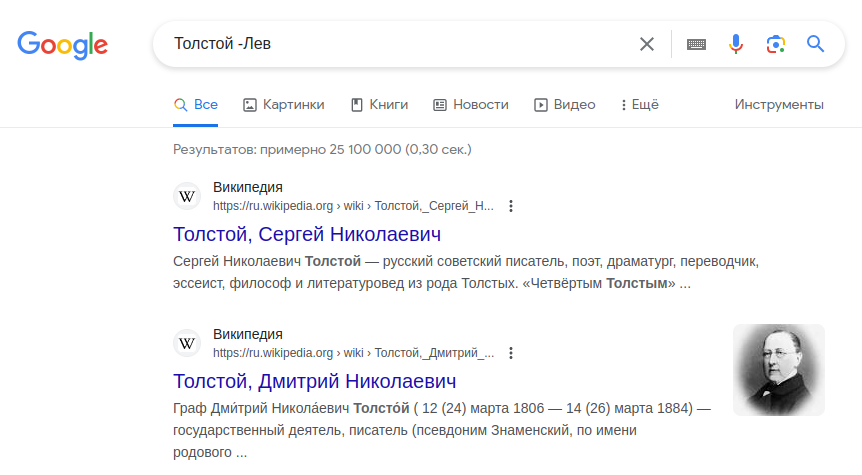 Google
Толстой -Лев
Все Картинки Книги Новости Видео Ещё Инструменты
Результатов: примерно 25 100 000 (0,30 сек.)
W Википедия
https://ru.wikipedia.org › wiki › Толстой,_Сергей_Н...
Толстой, Сергей Николаевич
Сергей Николаевич Толстой — русский советский писатель, поэт, драматург, переводчик,
эссеист, философ и литературовед из рода Толстых. «Четвёртым Толстым» ...
W Википедия
https://ru.wikipedia.org › wiki › Толстой,_Дмитрий_...
Толстой, Дмитрий Николаевич
Граф Дми́трий Никола́евич Толсто́й ( 12 (24) марта 1806 — 14 (26) марта 1884) —
государственный деятель, писатель (псевдоним Знаменский, по имени
родового ...